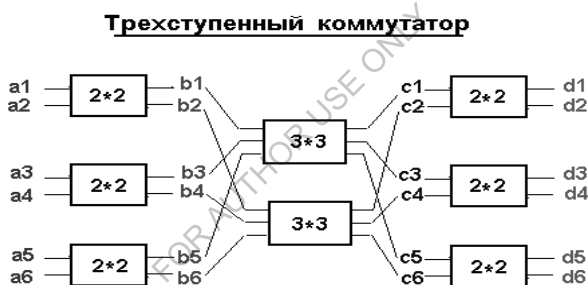 Трехступенный коммутатор
a1 2*2 b1 c1 2*2 d1
a2 b2 c2 d2
3*3
a3 2*2 b3 c3 2*2 d3
a4 b4 c4 d4
3*3
a5 2*2 b5 c5 2*2 d5
a6 b6 c6 d6
FOR AUTHOR USE ONLY